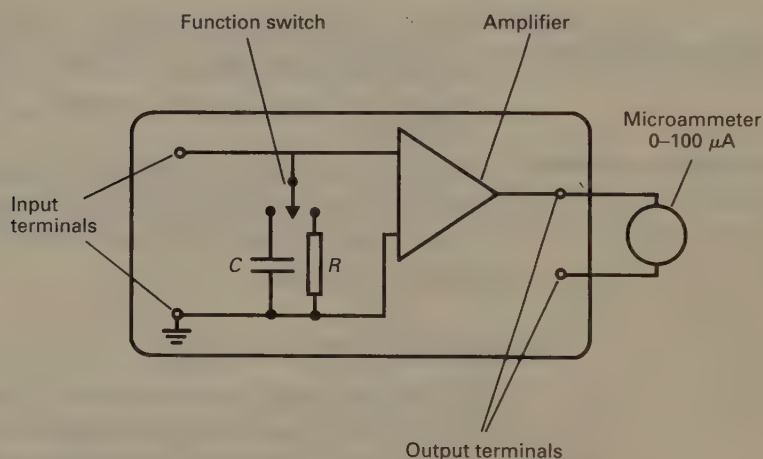 Function switch
Amplifier
Microammeter
0–100 μA
Input
terminals
C
R
Output terminals